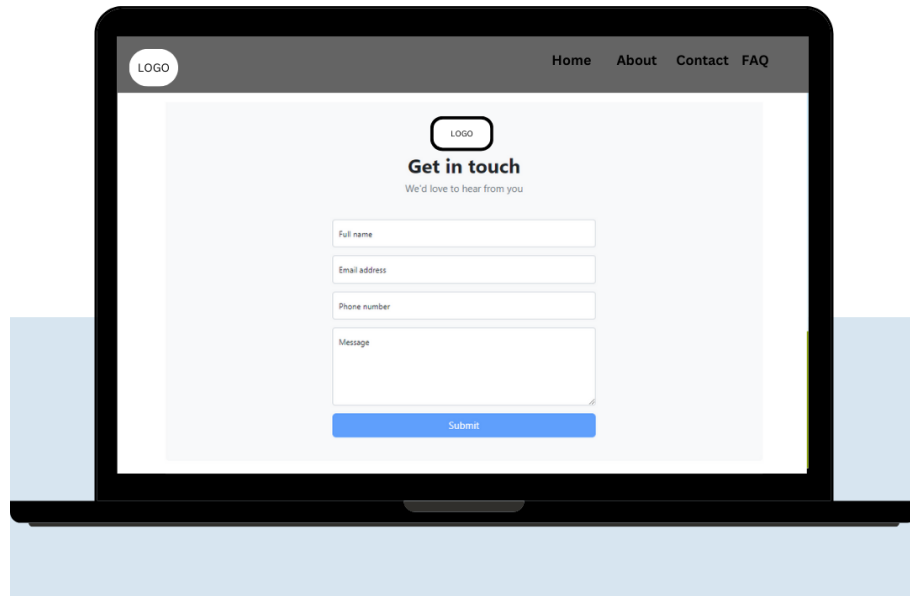 LOGO Home About Contact FAQ
LOGO
Get in touch
We'd love to hear from you
Full name
Email address
Phone number
Message
Submit